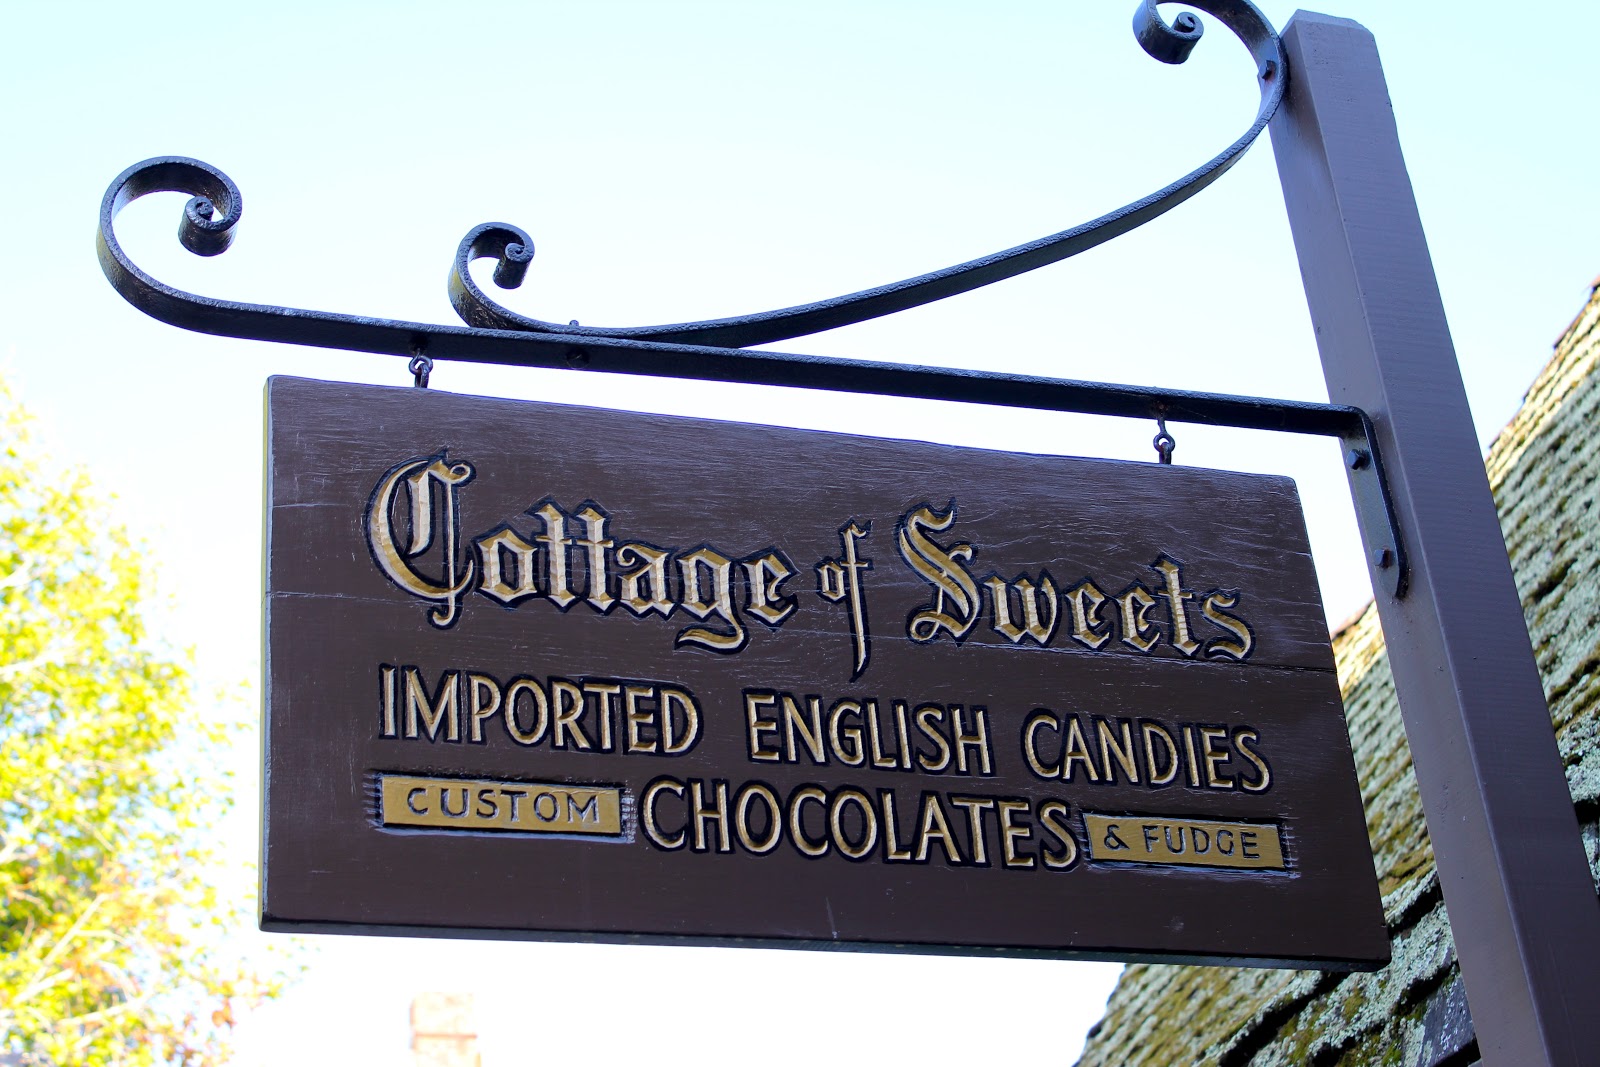 Cottage of Sweets
IMPORTED ENGLISH CANDIES
CUSTOM CHOCOLATES & FUDGE